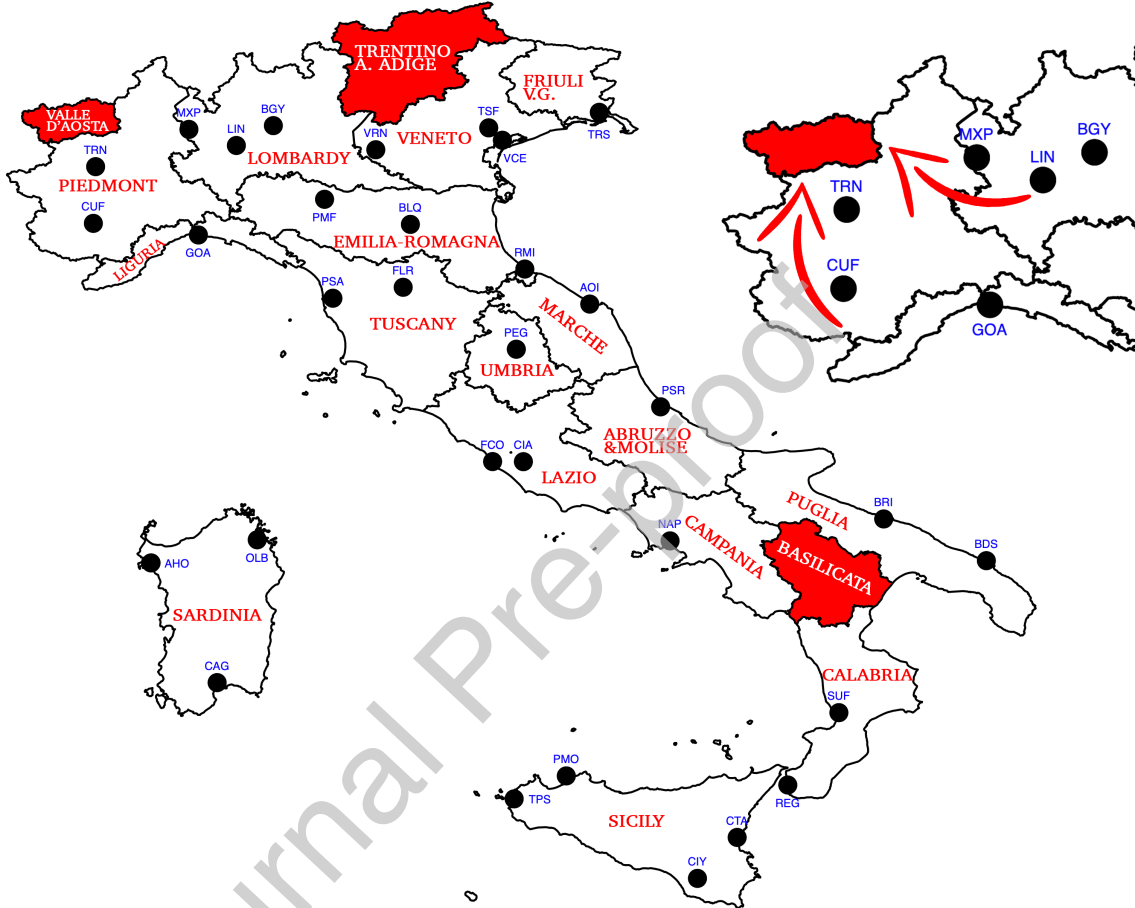 TRENTINO
A. ADIGE
FRIULI
V.G.
VALLE
D'AOSTA
MXP
BGY
LIN
LOMBARDY
VRN
VENETO
TSF
VCE
TRS
TRN
PIEDMONT
CUF
LIGURIA
GOA
PMF
BLQ
EMILIA-ROMAGNA
RMI
PSA
FLR
TUSCANY
AOI
MARCHE
PEG
UMBRIA
PSR
ABRUZZO
&MOLISE
FCO
CIA
LAZIO
NAP
CAMPANIA
PUGLIA
BRI
BDS
BASILICATA
CALABRIA
SUF
REG
AHO
OLB
SARDINIA
CAG
PMO
TPS
SICILY
CTA
CIY
MXP
BGY
LIN
TRN
CUF
GOA
urnal Pre-proof